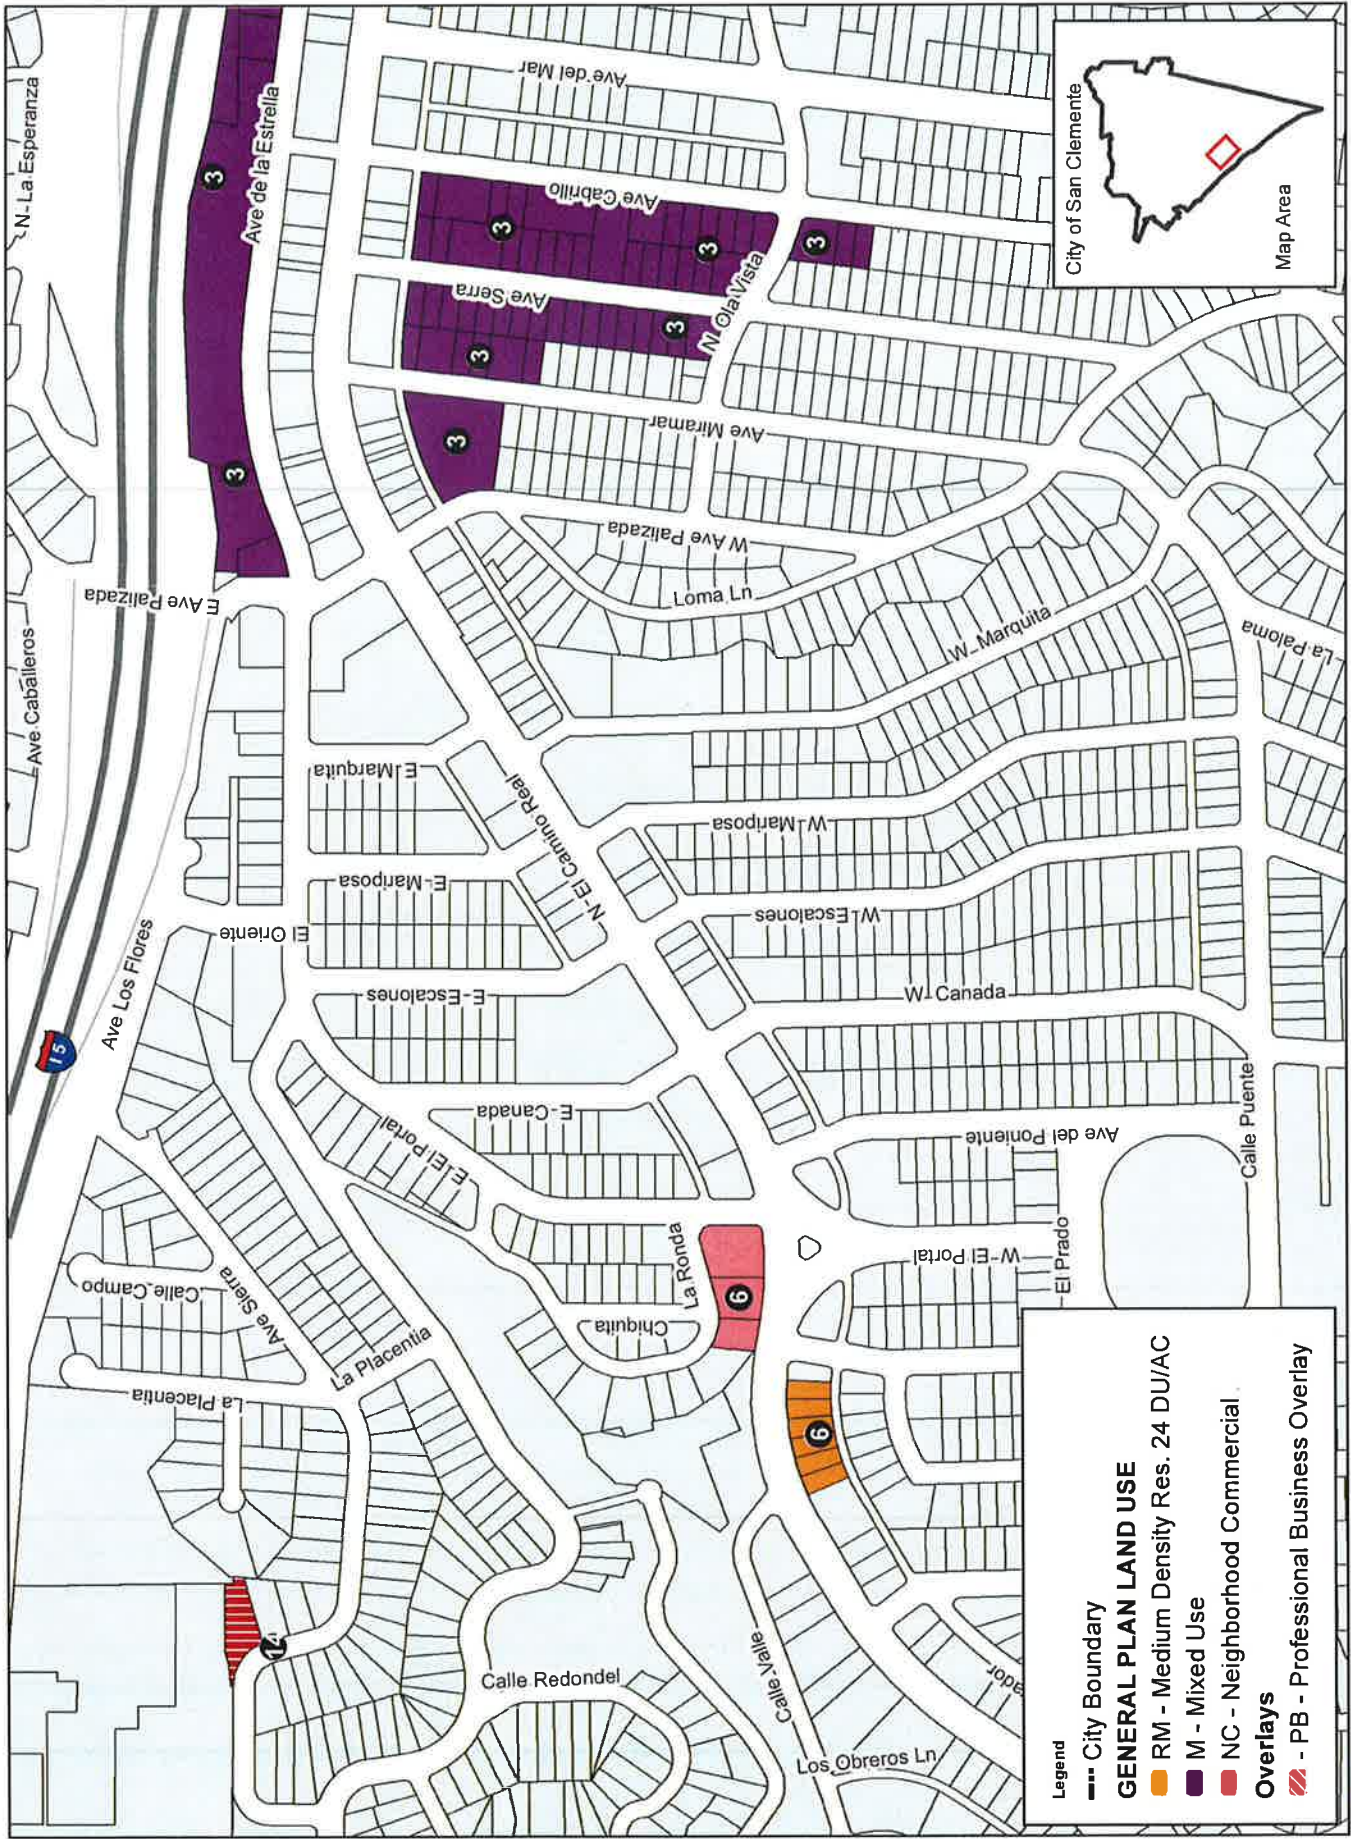 N La Esperanza
Ave Caballeros
Ave Los Flores
I 5
3
3
Ave de la Estrella
E Ave Palizada
Ave del Mar
Ave Cabrillo
3
3
3
Ave Serra
3
3
N Ola Vista
Ave Miramar
3
W Ave Palizada
Loma Ln
W Marquita
La Paloma
E Marquita
N El Camino Real
E Mariposa
W Mariposa
El Oriente
E Escalones
W Escalones
W Canada
E Canada
E El Portal
Ave del Poniente
Calle Puente
W El Portal
El Prado
La Ronda
6
Chiquita
Calle Campo
Ave Sierra
La Placentia
La Placentia
6
14
Calle Redondel
Calle Valle
Los Obreros Ln
ador
City of San Clemente
Map Area
Legend
City Boundary
GENERAL PLAN LAND USE
RM - Medium Density Res. 24 DU/AC
M - Mixed Use
NC - Neighborhood Commercial
Overlays
- PB - Professional Business Overlay